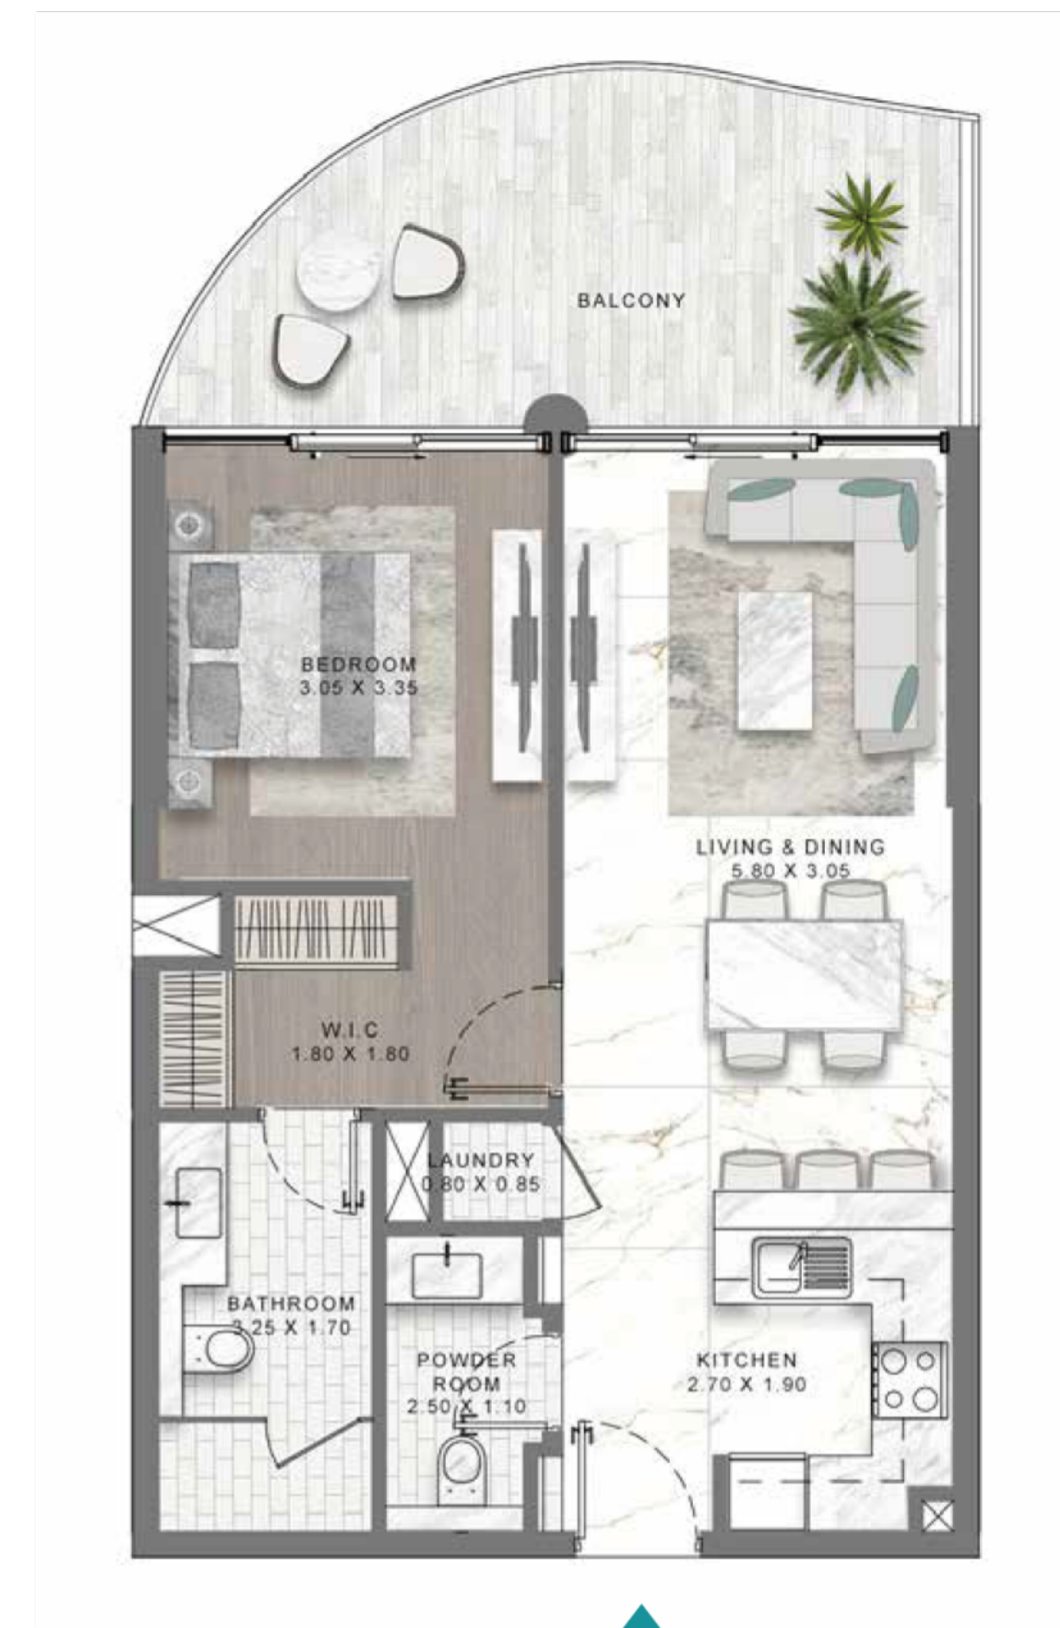 BALCONY
BEDROOM
3.05 X 3.35
LIVING & DINING
5.80 X 3.05
W.I.C
1.80 X 1.80
LAUNDRY
0.80 X 0.85
BATHROOM
3.25 X 1.70
POWDER
ROOM
2.50 X 1.10
KITCHEN
2.70 X 1.90